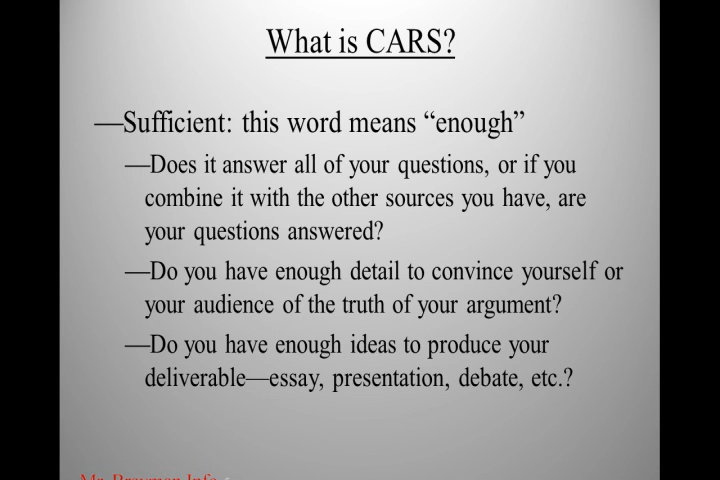 What is CARS?
—Sufficient: this word means “enough”
—Does it answer all of your questions, or if you
combine it with the other sources you have, are
your questions answered?
—Do you have enough detail to convince yourself or
your audience of the truth of your argument?
—Do you have enough ideas to produce your
deliverable—essay, presentation, debate, etc.?